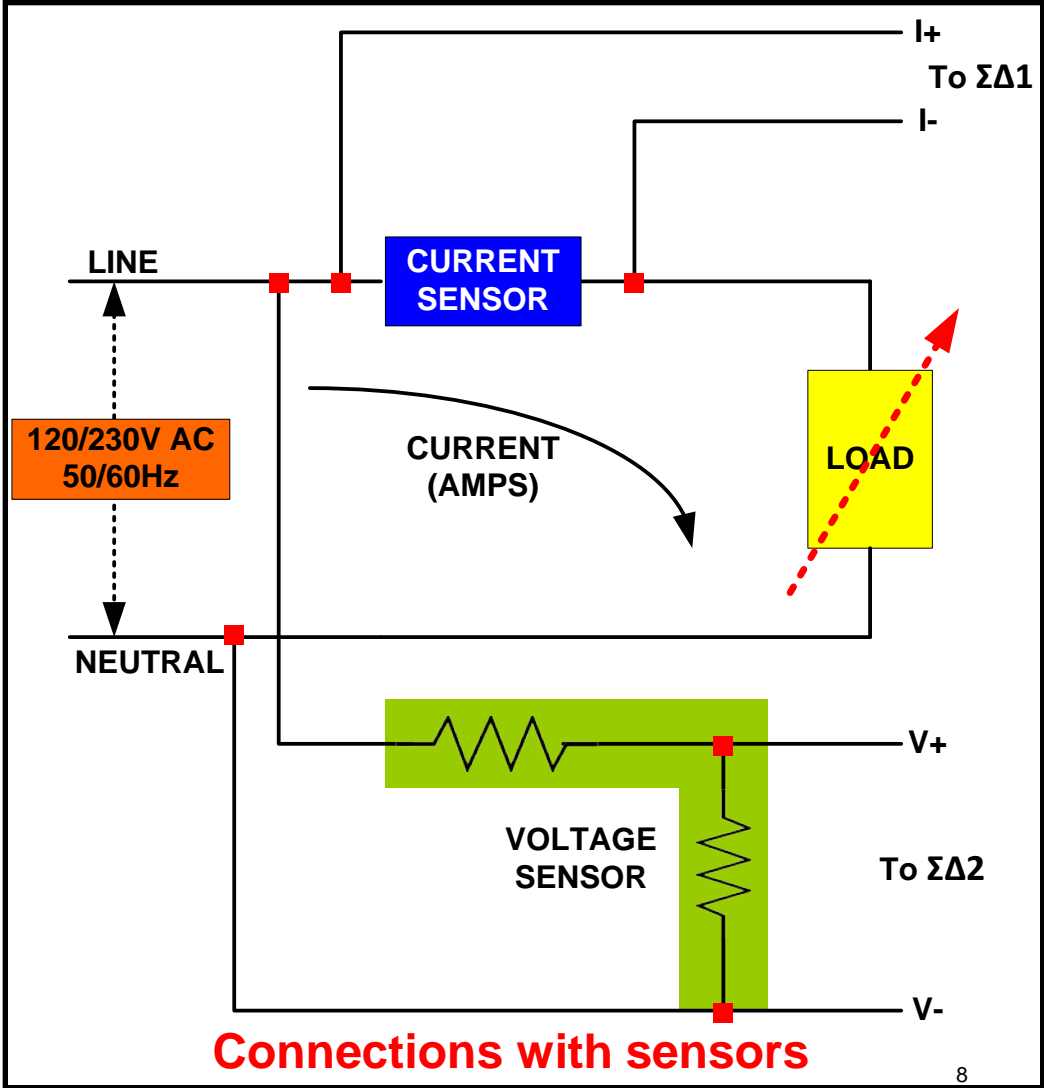 I+
To ΣΔ1
I-
LINE
CURRENT
SENSOR
120/230V AC
50/60Hz
CURRENT
(AMPS)
LOAD
NEUTRAL
V+
VOLTAGE
SENSOR
To ΣΔ2
V-
Connections with sensors
8